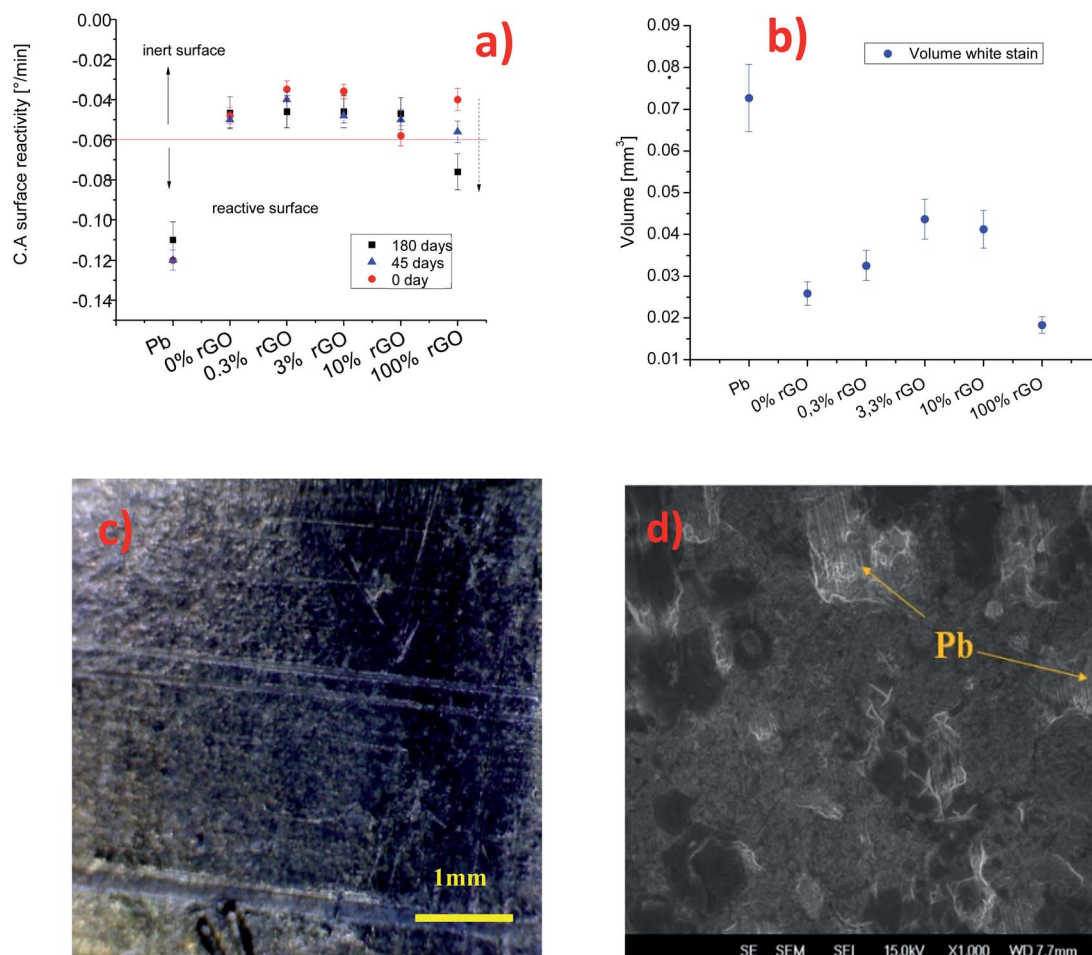 a)
0.00
-0.02
-0.04
-0.06
-0.08
-0.10
-0.12
-0.14
C.A surface reactivity [°/min]
inert surface
reactive surface
180 days
45 days
0 day
Pb
0% rGO
0.3% rGO
3% rGO
10% rGO
100% rGO
b)
0.09
0.08
0.07
0.06
0.05
0.04
0.03
0.02
0.01
Volume [mm³]
Volume white stain
Pb
0% rGO
0,3% rGO
3,3% rGO
10% rGO
100% rGO
c)
1mm
d)
Pb
SE SEM SEI 15.0kV X1,000 WD 7.7mm